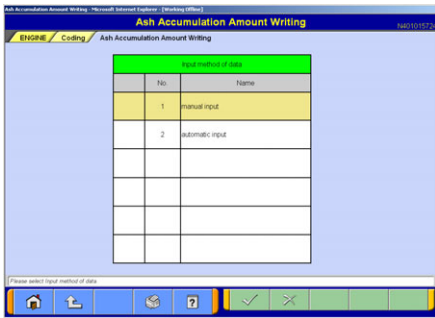 Ash Accumulation Amount Writing - Microsoft Internet Explorer - [Working Offline]
Ash Accumulation Amount Writing
N401015724
ENGINE Coding Ash Accumulation Amount Writing
Input method of data
No. Name
1 manual input
2 automatic input
Please select Input method of data.
?